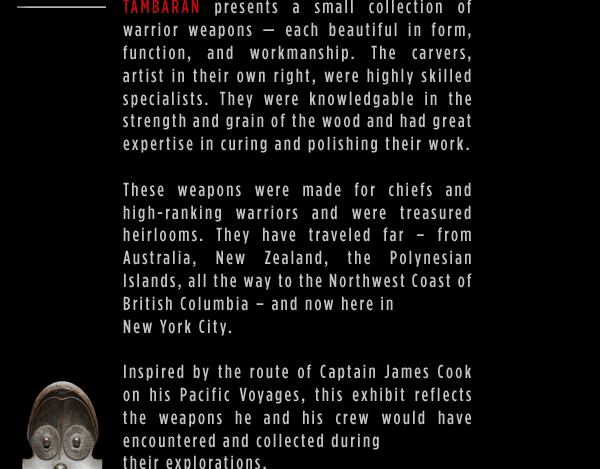 TAMBARAN presents a small collection of
warrior weapons – each beautiful in form,
function, and workmanship. The carvers,
artist in their own right, were highly skilled
specialists. They were knowledgable in the
strength and grain of the wood and had great
expertise in curing and polishing their work.
These weapons were made for chiefs and
high-ranking warriors and were treasured
heirlooms. They have traveled far – from
Australia, New Zealand, the Polynesian
Islands, all the way to the Northwest Coast of
British Columbia – and now here in
New York City.
Inspired by the route of Captain James Cook
on his Pacific Voyages, this exhibit reflects
the weapons he and his crew would have
encountered and collected during
their explorations.